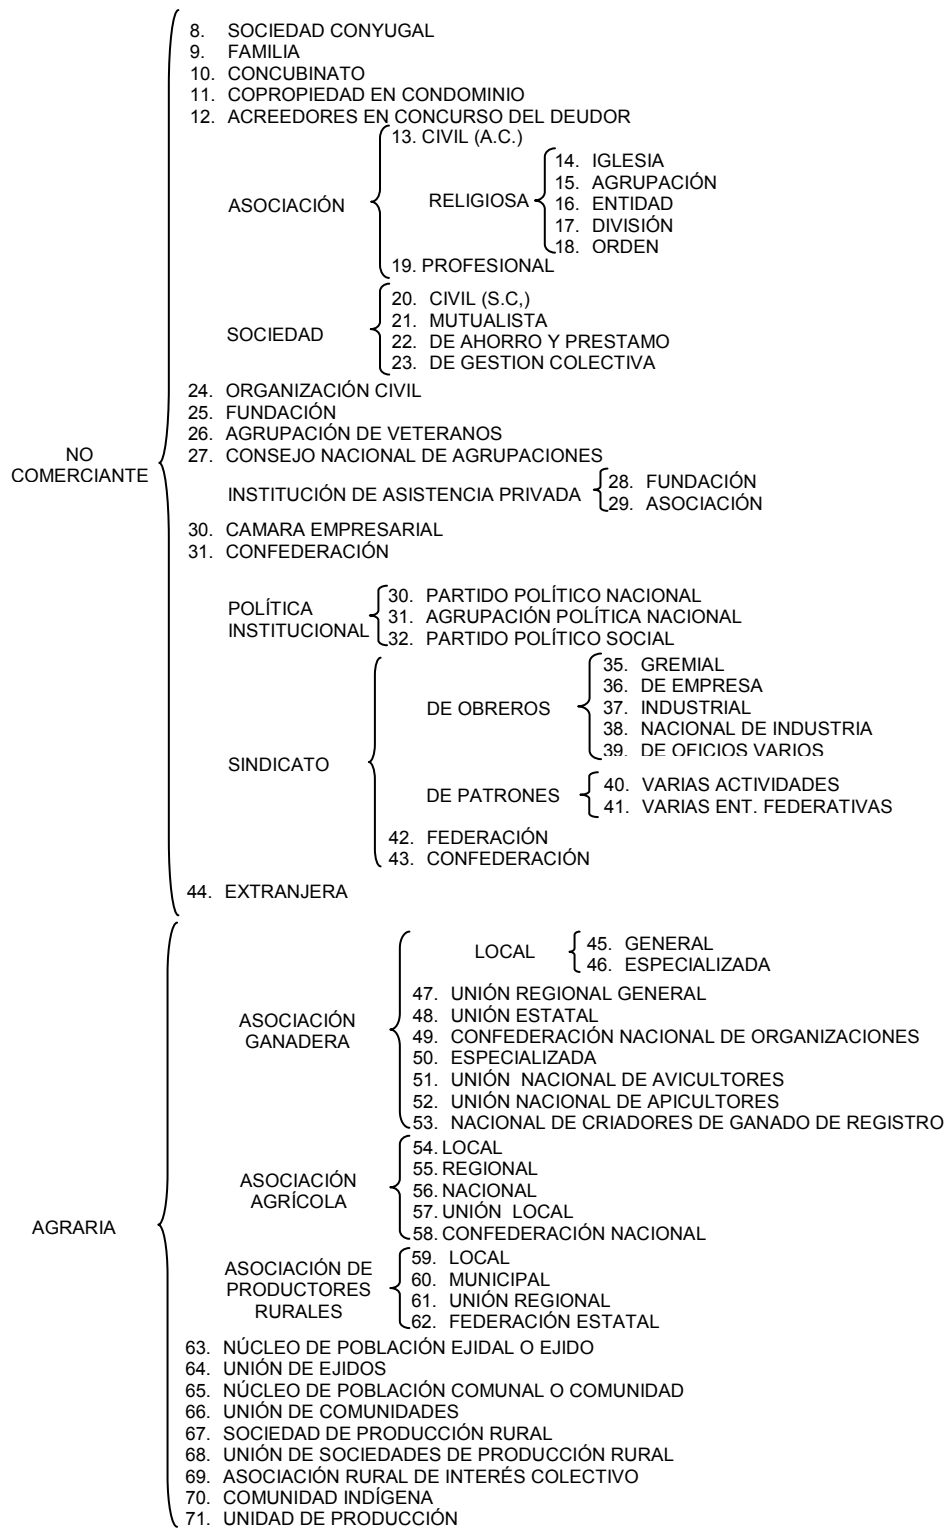 8. SOCIEDAD CONYUGAL
9. FAMILIA
10. CONCUBINATO
11. COPROPIEDAD EN CONDOMINIO
12. ACREEDORES EN CONCURSO DEL DEUDOR
ASOCIACIÓN
13. CIVIL (A.C.)
RELIGIOSA
14. IGLESIA
15. AGRUPACIÓN
16. ENTIDAD
17. DIVISIÓN
18. ORDEN
19. PROFESIONAL
SOCIEDAD
20. CIVIL (S.C,)
21. MUTUALISTA
22. DE AHORRO Y PRESTAMO
23. DE GESTION COLECTIVA
24. ORGANIZACIÓN CIVIL
25. FUNDACIÓN
26. AGRUPACIÓN DE VETERANOS
27. CONSEJO NACIONAL DE AGRUPACIONES
NO
COMERCIANTE
INSTITUCIÓN DE ASISTENCIA PRIVADA
28. FUNDACIÓN
29. ASOCIACIÓN
30. CAMARA EMPRESARIAL
31. CONFEDERACIÓN
POLÍTICA
INSTITUCIONAL
30. PARTIDO POLÍTICO NACIONAL
31. AGRUPACIÓN POLÍTICA NACIONAL
32. PARTIDO POLÍTICO SOCIAL
SINDICATO
DE OBREROS
35. GREMIAL
36. DE EMPRESA
37. INDUSTRIAL
38. NACIONAL DE INDUSTRIA
39. DE OFICIOS VARIOS
DE PATRONES
40. VARIAS ACTIVIDADES
41. VARIAS ENT. FEDERATIVAS
42. FEDERACIÓN
43. CONFEDERACIÓN
44. EXTRANJERA
AGRARIA
ASOCIACIÓN
GANADERA
LOCAL
45. GENERAL
46. ESPECIALIZADA
47. UNIÓN REGIONAL GENERAL
48. UNIÓN ESTATAL
49. CONFEDERACIÓN NACIONAL DE ORGANIZACIONES
50. ESPECIALIZADA
51. UNIÓN NACIONAL DE AVICULTORES
52. UNIÓN NACIONAL DE APICULTORES
53. NACIONAL DE CRIADORES DE GANADO DE REGISTRO
ASOCIACIÓN
AGRÍCOLA
54. LOCAL
55. REGIONAL
56. NACIONAL
57. UNIÓN LOCAL
58. CONFEDERACIÓN NACIONAL
ASOCIACIÓN DE
PRODUCTORES
RURALES
59. LOCAL
60. MUNICIPAL
61. UNIÓN REGIONAL
62. FEDERACIÓN ESTATAL
63. NÚCLEO DE POBLACIÓN EJIDAL O EJIDO
64. UNIÓN DE EJIDOS
65. NÚCLEO DE POBLACIÓN COMUNAL O COMUNIDAD
66. UNIÓN DE COMUNIDADES
67. SOCIEDAD DE PRODUCCIÓN RURAL
68. UNIÓN DE SOCIEDADES DE PRODUCCIÓN RURAL
69. ASOCIACIÓN RURAL DE INTERÉS COLECTIVO
70. COMUNIDAD INDÍGENA
71. UNIDAD DE PRODUCCIÓN